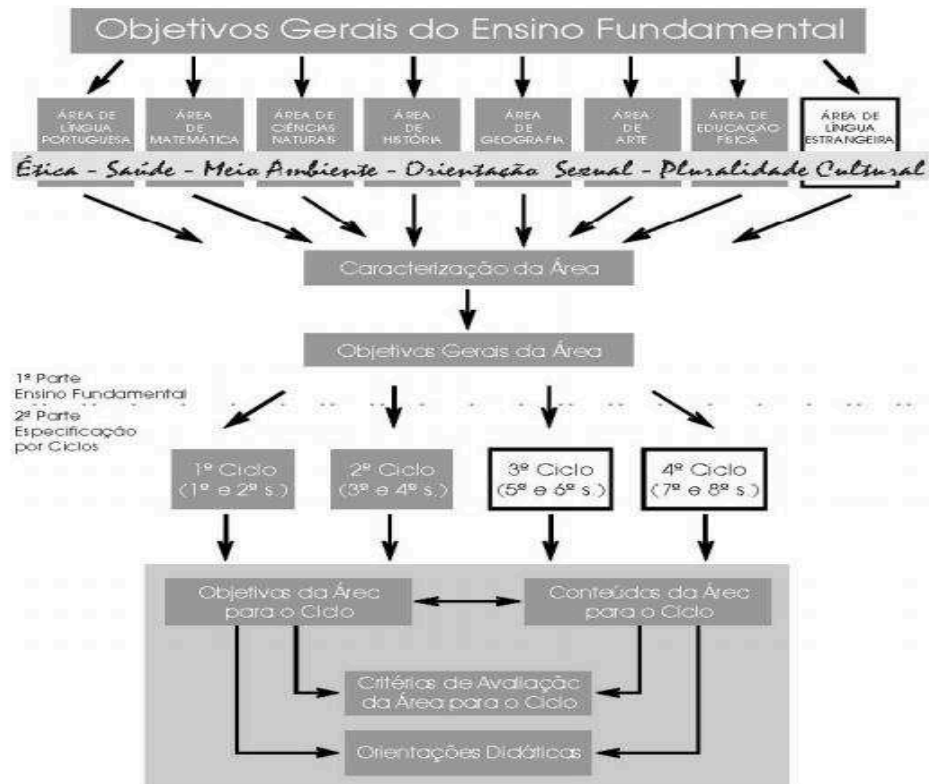 Objetivos Gerais do Ensino Fundamental
ÁREA DE
LÍNGUA
PORTUGUESA
ÁREA
DE
MATEMÁTICA
ÁREA DE
CIÊNCIAS
NATURAIS
ÁREA
DE
HISTÓRIA
ÁREA
DE
GEOGRAFIA
ÁREA
DE
ARTE
ÁREA DE
EDUCAÇÃO
FÍSICA
ÁREA DE
LÍNGUA
ESTRANGEIRA
Ética - Saúde - Meio Ambiente - Orientação Sexual - Pluralidade Cultural
Caracterização da Área
Objetivos Gerais da Área
1ª Parte
Ensino Fundamental
2ª Parte
Especificação
por Ciclos
1º Ciclo
(1ª e 2ª s.)
2º Ciclo
(3ª e 4ª s.)
3º Ciclo
(5ª e 6ª s.)
4º Ciclo
(7ª e 8ª s.)
Objetivos da Área
para o Ciclo
Conteúdos da Área
para o Ciclo
Critérios de Avaliação
da Área para o Ciclo
Orientações Didáticas